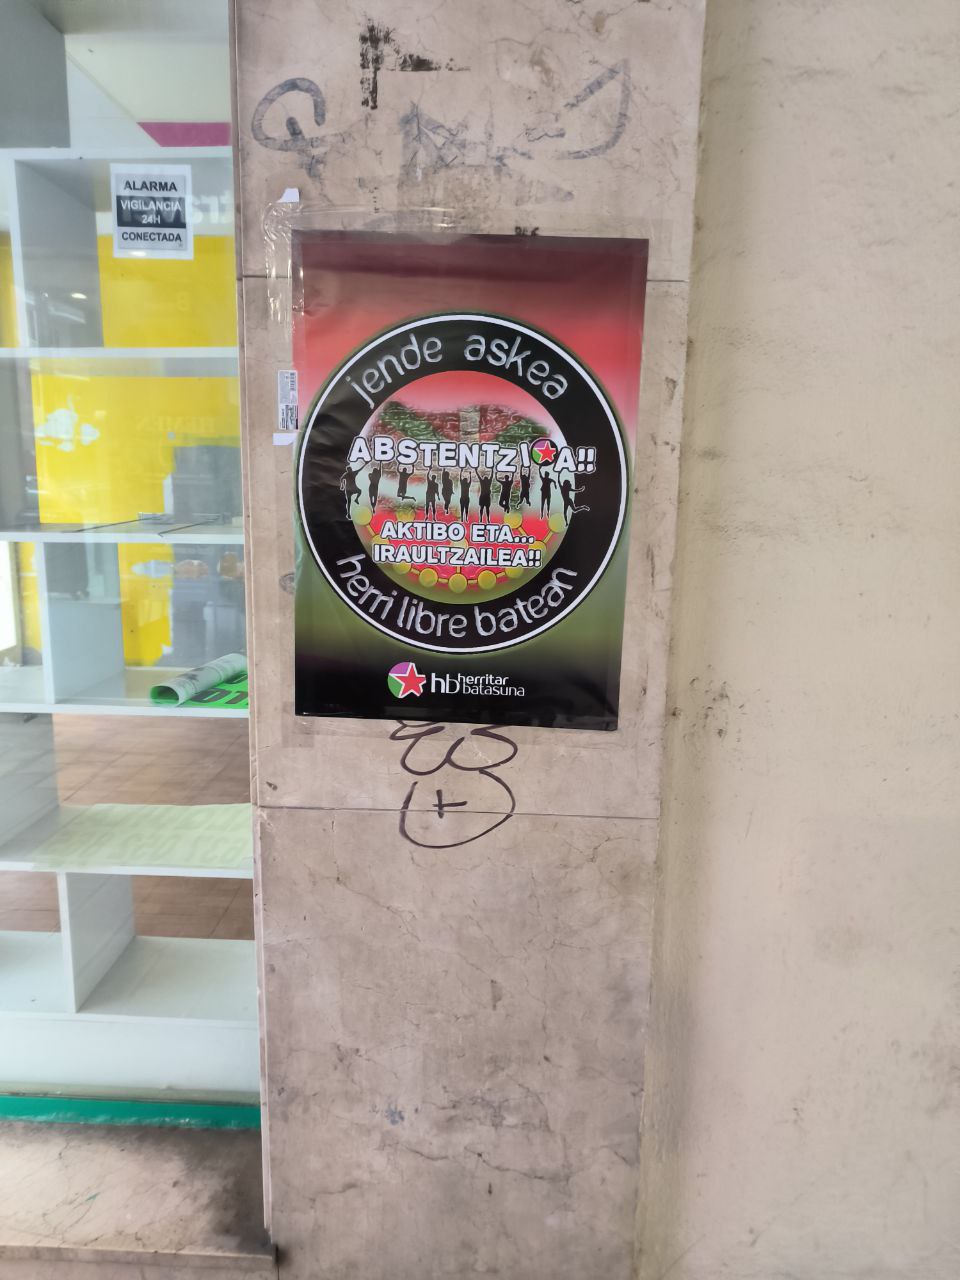 ALARMA
VIGILANCIA
24H
CONECTADA
jende askea
ABSTENTZIOA!!
AKTIBO ETA...
IRAULTZAILEA!!
herri libre batean
hb herritar
batasuna